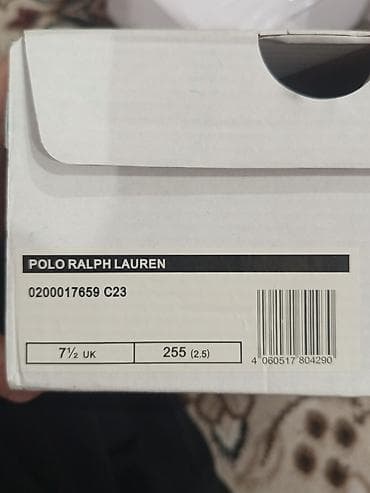 POLO RALPH LAUREN
0200017659 C23
7½ UK
255 (2.5)
4 060517 804290